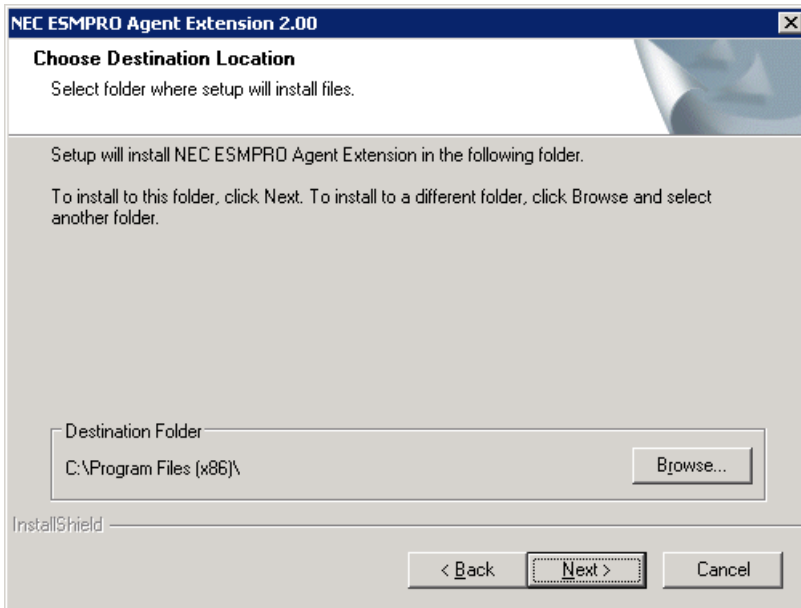 NEC ESMPRO Agent Extension 2.00
Choose Destination Location
Select folder where setup will install files.
Setup will install NEC ESMPRO Agent Extension in the following folder.
To install to this folder, click Next. To install to a different folder, click Browse and select
another folder.
Destination Folder
C:\Program Files (x86)\
Browse...
InstallShield
< Back
Next >
Cancel